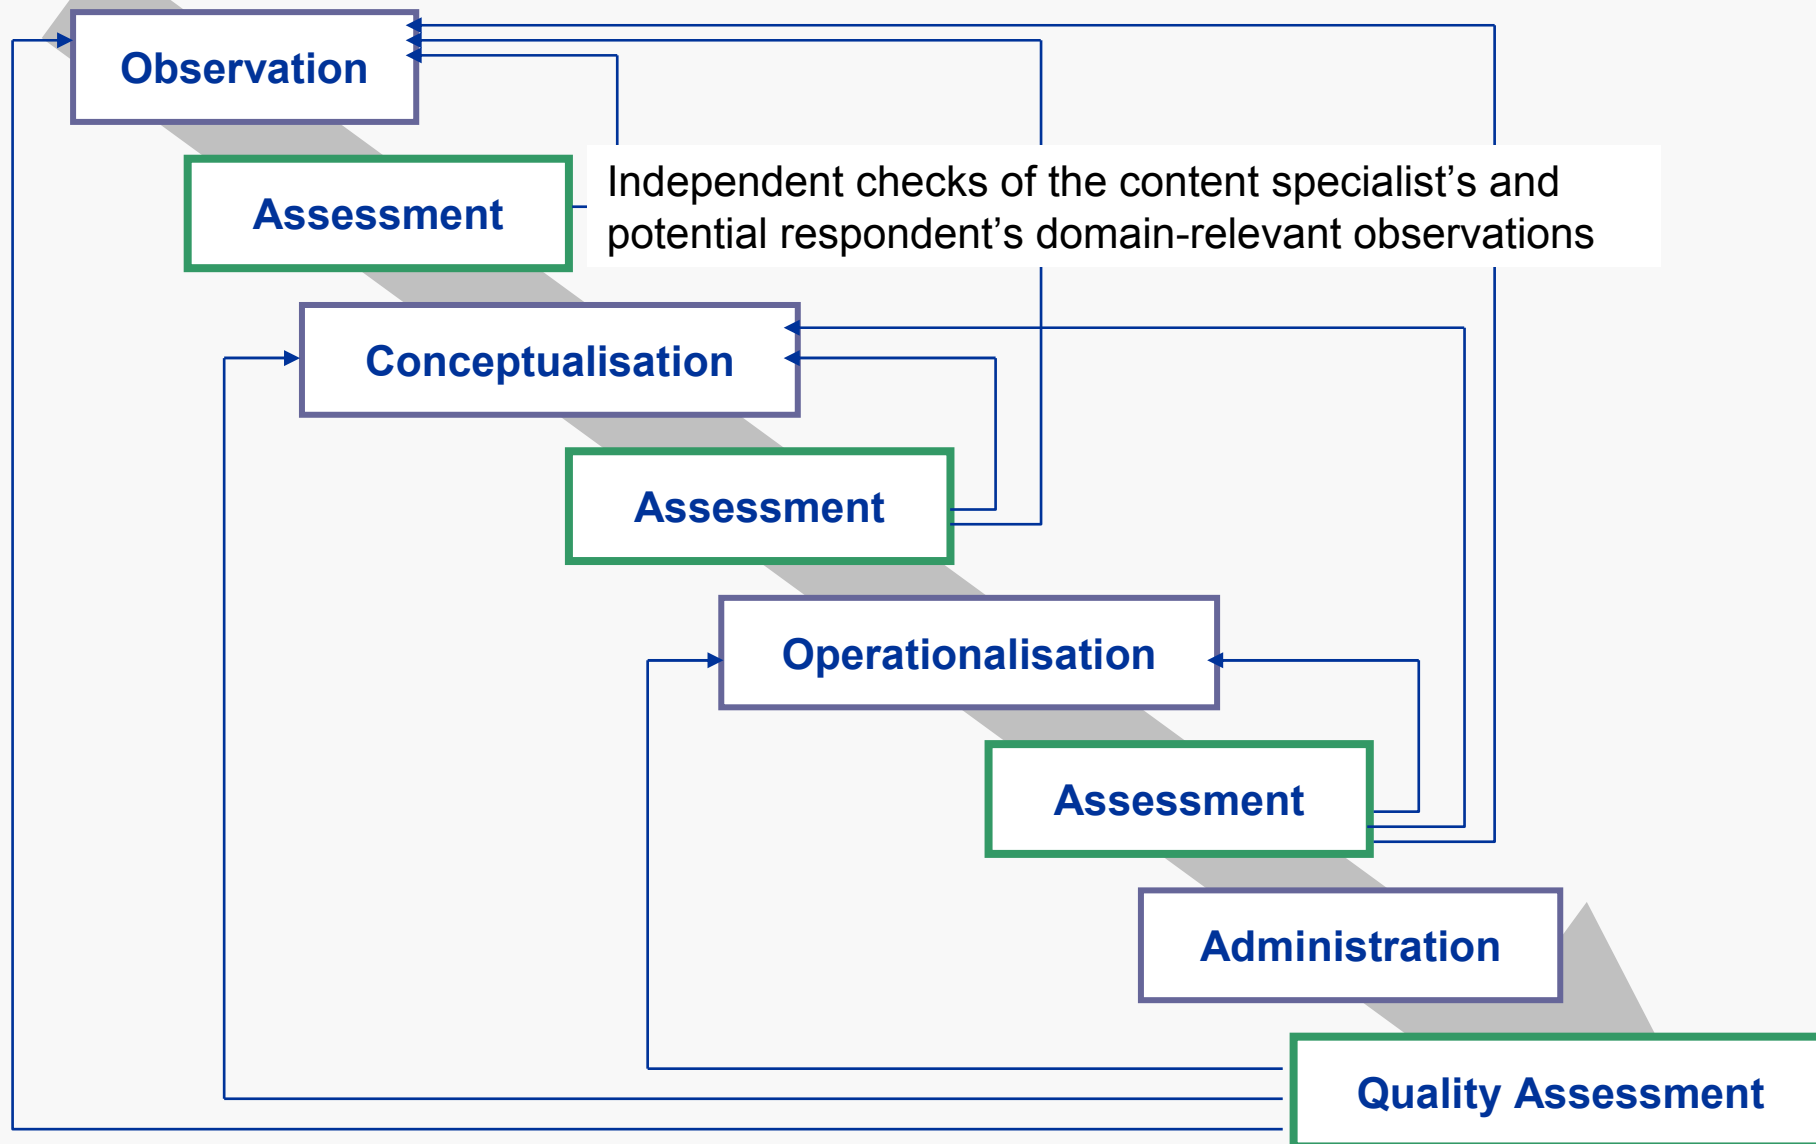 Observation
Assessment
Independent checks of the content specialist’s and
potential respondent’s domain-relevant observations
Conceptualisation
Assessment
Operationalisation
Assessment
Administration
Quality Assessment